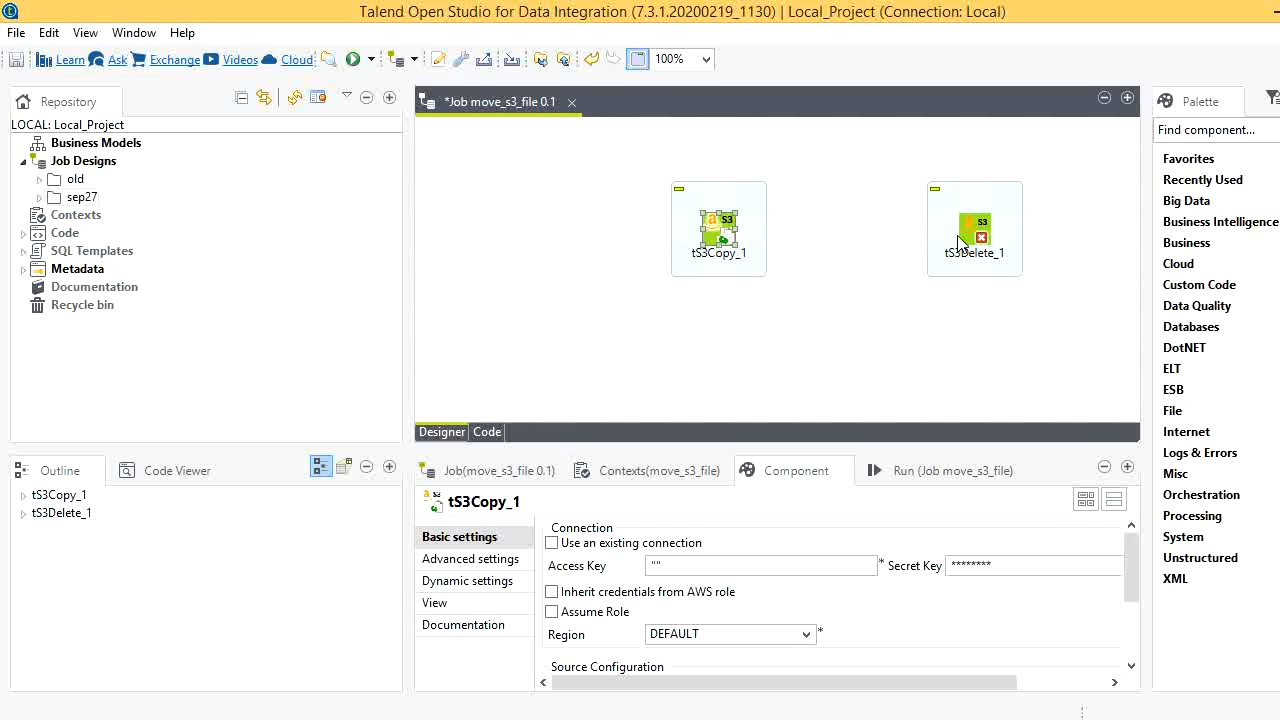 Talend Open Studio for Data Integration (7.3.1.20200219_1130) | Local_Project (Connection: Local)
File Edit View Window Help
Learn Ask Exchange Videos Cloud 100%
Repository
LOCAL: Local_Project
Business Models
Job Designs
old
sep27
Contexts
Code
SQL Templates
Metadata
Documentation
Recycle bin
*Job move_s3_file 0.1
a S3
tS3Copy_1
S3
tS3Delete_1
Designer Code
Palette
Find component...
Favorites
Recently Used
Big Data
Business Intelligence
Business
Cloud
Custom Code
Data Quality
Databases
DotNET
ELT
ESB
File
Internet
Logs & Errors
Misc
Orchestration
Processing
System
Unstructured
XML
Outline Code Viewer
tS3Copy_1
tS3Delete_1
Job(move_s3_file 0.1) Contexts(move_s3_file) Component Run (Job move_s3_file)
a S3 tS3Copy_1
Basic settings
Advanced settings
Dynamic settings
View
Documentation
Connection
Use an existing connection
Access Key "" * Secret Key ********
Inherit credentials from AWS role
Assume Role
Region DEFAULT *
Source Configuration